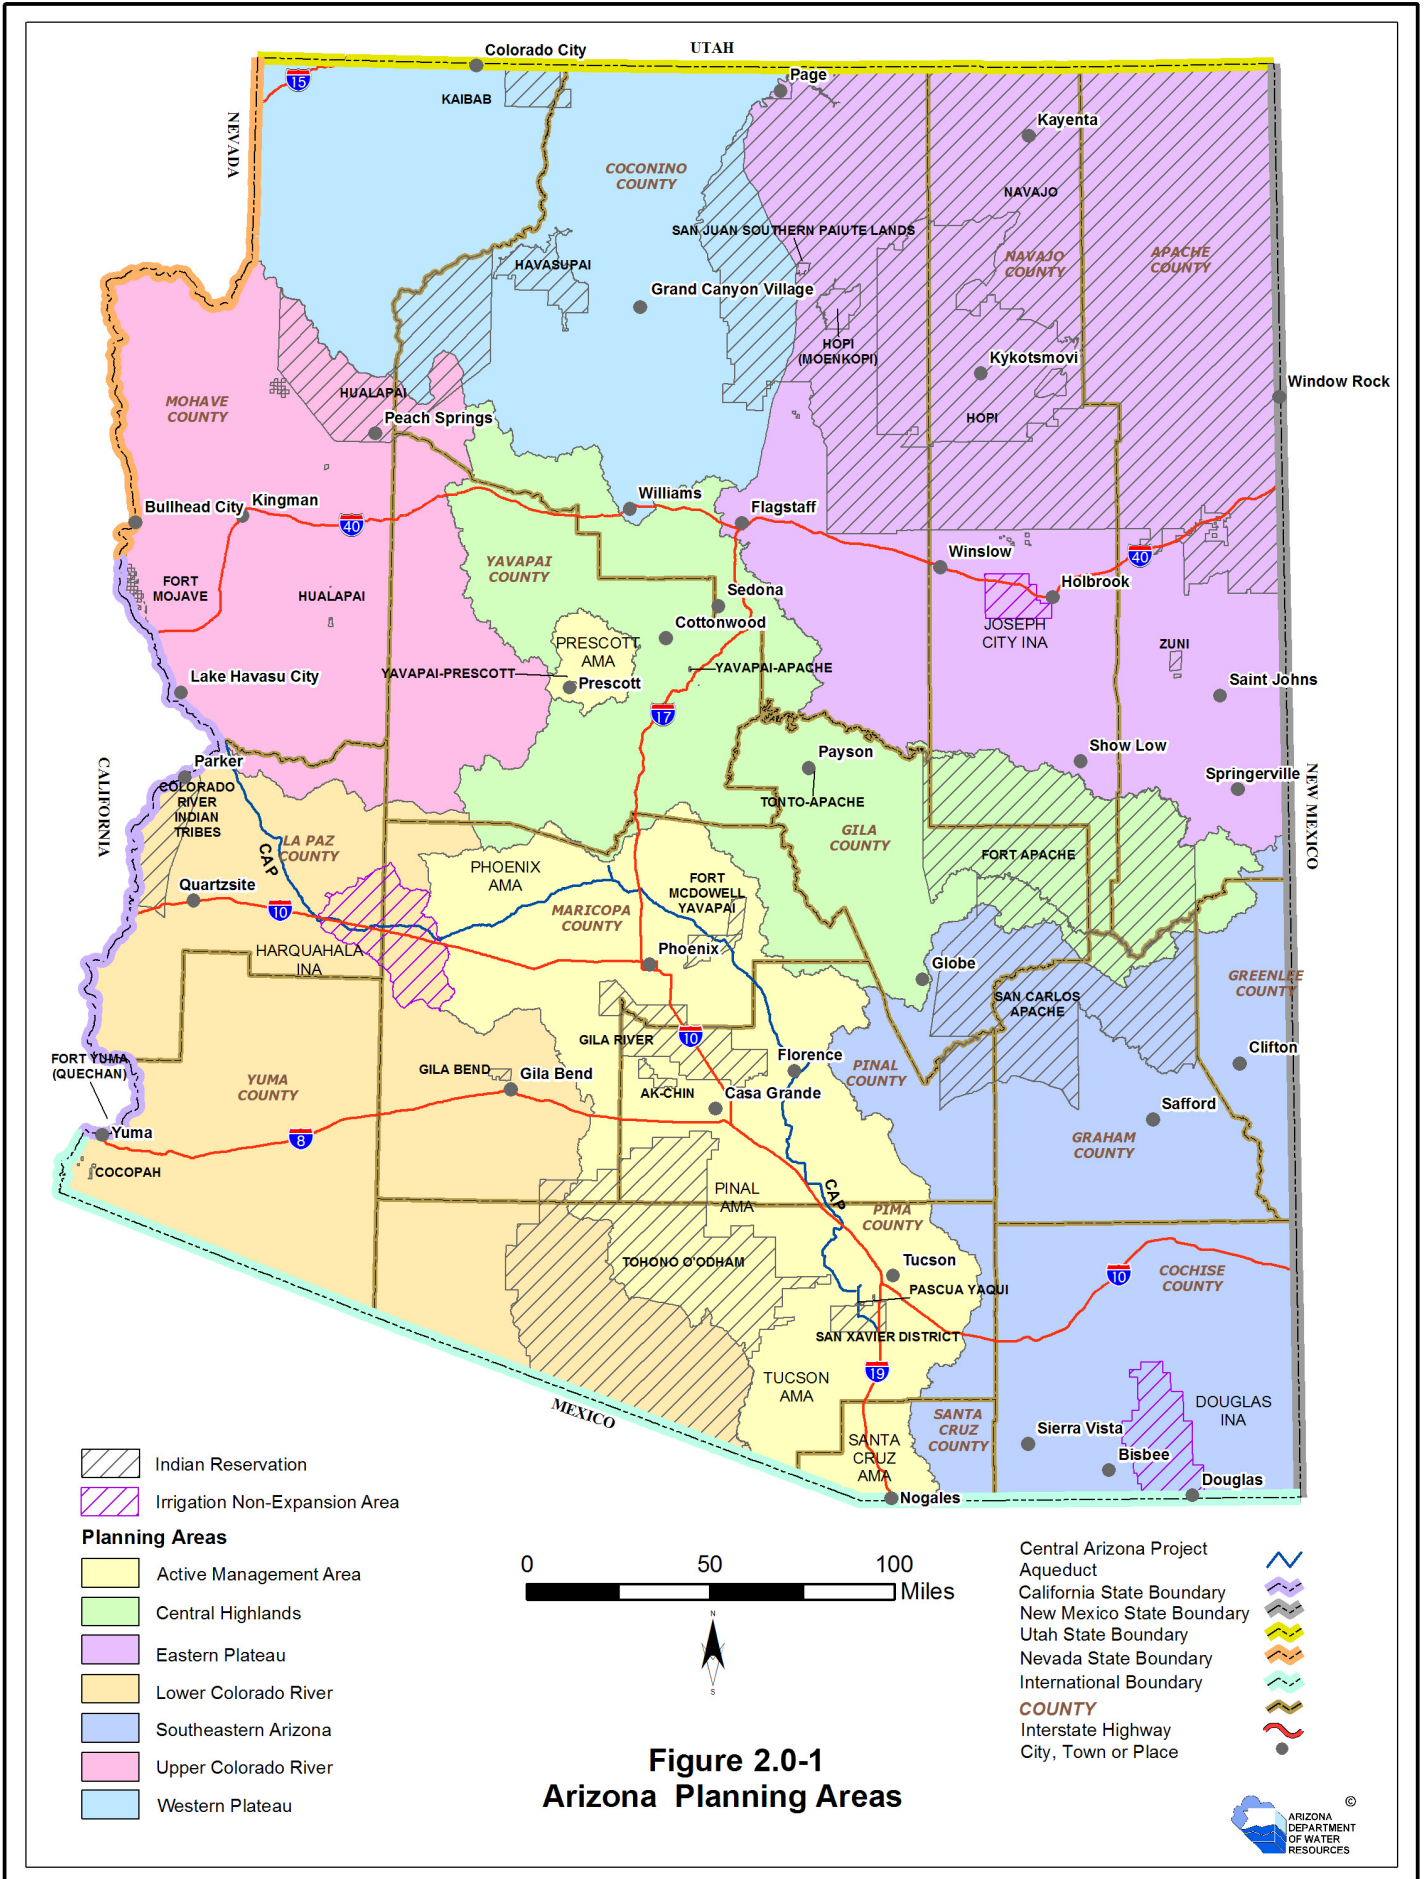 UTAH
Colorado City
15
Page
KAIBAB
NEVADA
Kayenta
COCONINO
COUNTY
NAVAJO
SAN JUAN SOUTHERN PAIUTE LANDS
NAVAJO
COUNTY
APACHE
COUNTY
HAVASUPAI
Grand Canyon Village
HOPI
(MOENKOPI)
Kykotsmovi
Window Rock
HUALAPAI
MOHAVE
COUNTY
Peach Springs
HOPI
Bullhead City
Kingman
40
Williams
Flagstaff
Winslow
40
YAVAPAI
COUNTY
FORT
MOJAVE
HUALAPAI
Sedona
Holbrook
Cottonwood
JOSEPH
CITY INA
PRESCOTT
AMA
ZUNI
YAVAPAI-PRESCOTT
YAVAPAI-APACHE
Prescott
Lake Havasu City
Saint Johns
17
Payson
Show Low
Parker
CALIFORNIA
NEW MEXICO
Springerville
COLORADO
RIVER
INDIAN
TRIBES
TONTO-APACHE
LA PAZ
COUNTY
GILA
COUNTY
CAP
FORT APACHE
PHOENIX
AMA
FORT
MCDOWELL
YAVAPAI
Quartzsite
10
MARICOPA
COUNTY
HARQUAHALA
INA
Phoenix
Globe
GREENLEE
COUNTY
SAN CARLOS
APACHE
GILA RIVER
10
FORT YUMA
(QUECHAN)
Florence
Clifton
GILA BEND
Gila Bend
PINAL
COUNTY
YUMA
COUNTY
AK-CHIN
Casa Grande
Safford
Yuma
8
GRAHAM
COUNTY
COCOPAH
PINAL
AMA
CAP
PIMA
COUNTY
TOHONO O'ODHAM
Tucson
10
COCHISE
COUNTY
PASCUA YAQUI
SAN XAVIER DISTRICT
19
TUCSON
AMA
MEXICO
SANTA
CRUZ
COUNTY
DOUGLAS
INA
SANTA
CRUZ
AMA
Sierra Vista
Bisbee
Douglas
Nogales
Indian Reservation
Irrigation Non-Expansion Area
Planning Areas
Active Management Area
Central Highlands
Eastern Plateau
Lower Colorado River
Southeastern Arizona
Upper Colorado River
Western Plateau
0 50 100
Miles
N
S
Central Arizona Project
Aqueduct
California State Boundary
New Mexico State Boundary
Utah State Boundary
Nevada State Boundary
International Boundary
COUNTY
Interstate Highway
City, Town or Place
Figure 2.0-1
Arizona Planning Areas
©
ARIZONA
DEPARTMENT
OF WATER
RESOURCES